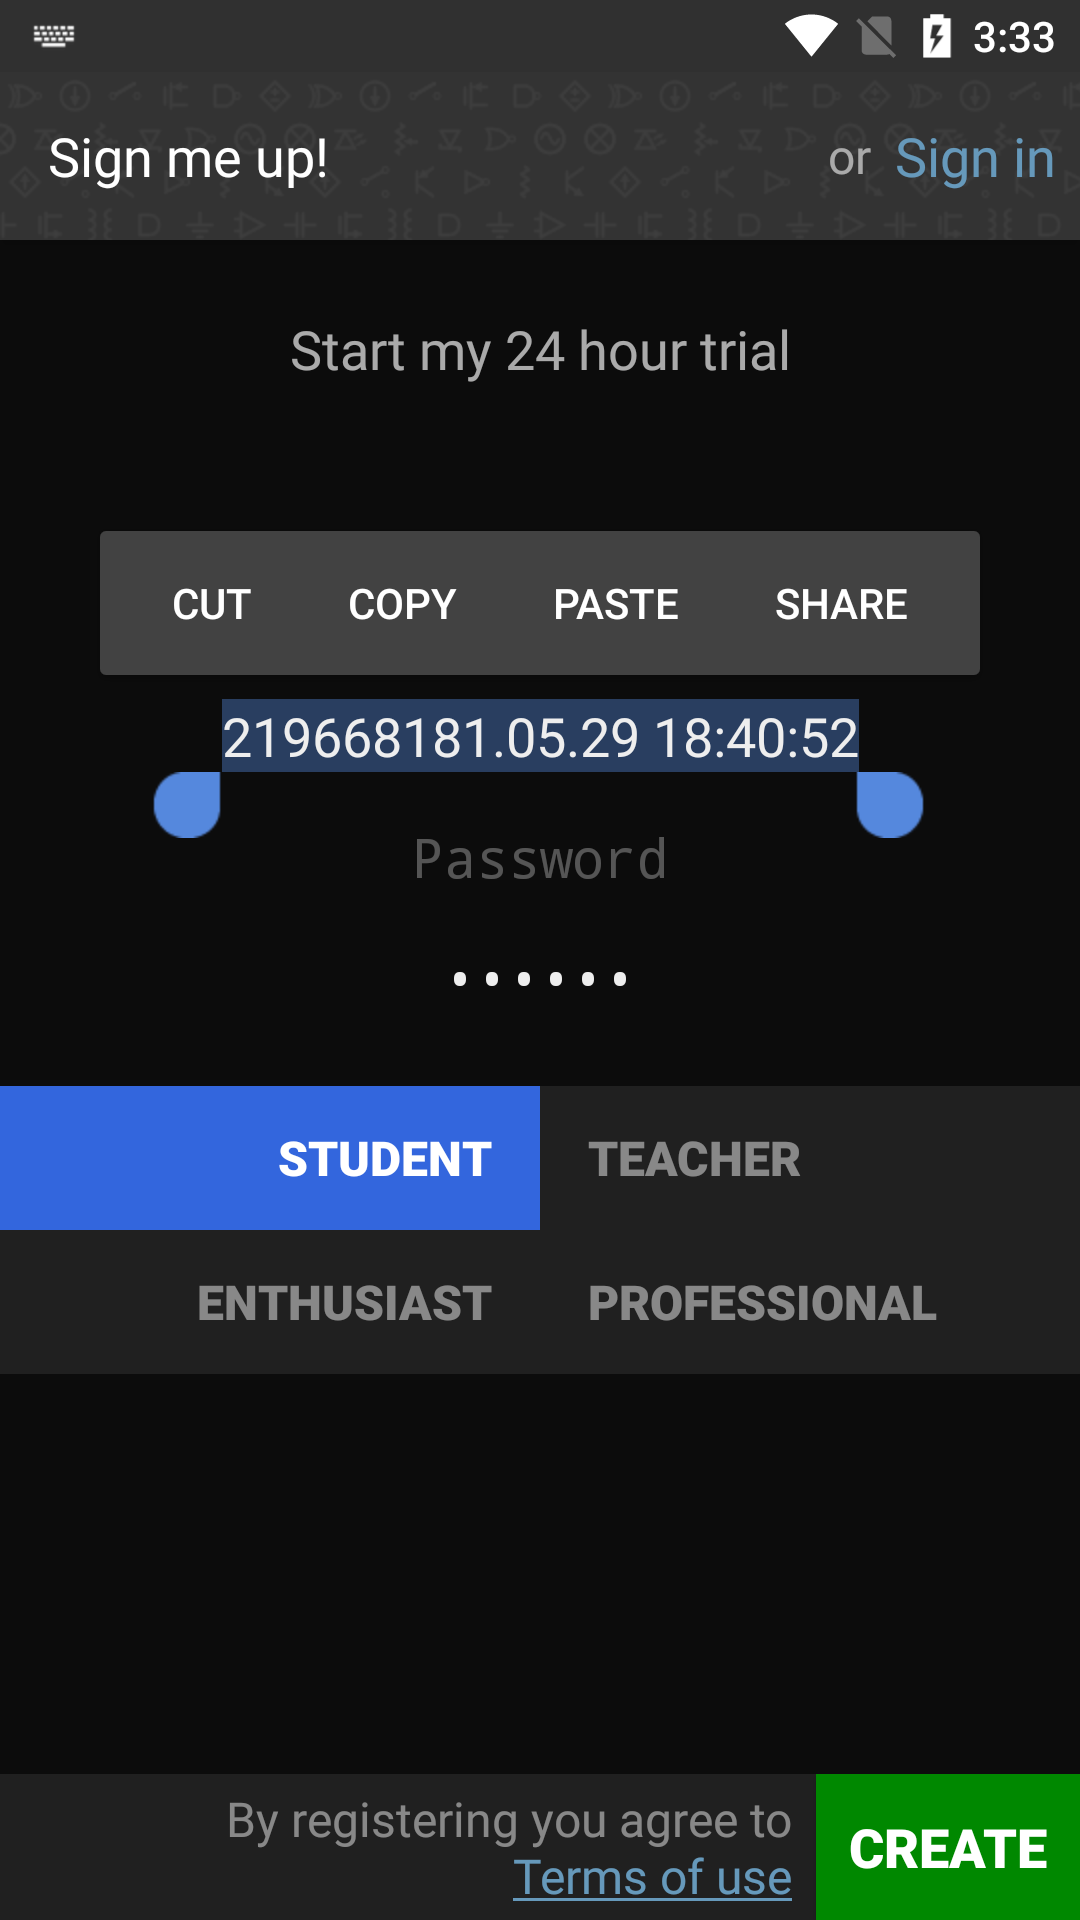 3:33
Sign me up! or Sign in
Start my 24 hour trial
CUT COPY PASTE SHARE
219668181.05.29 18:40:52
Password
••••••
STUDENT TEACHER
ENTHUSIAST PROFESSIONAL
By registering you agree to
Terms of use
CREATE